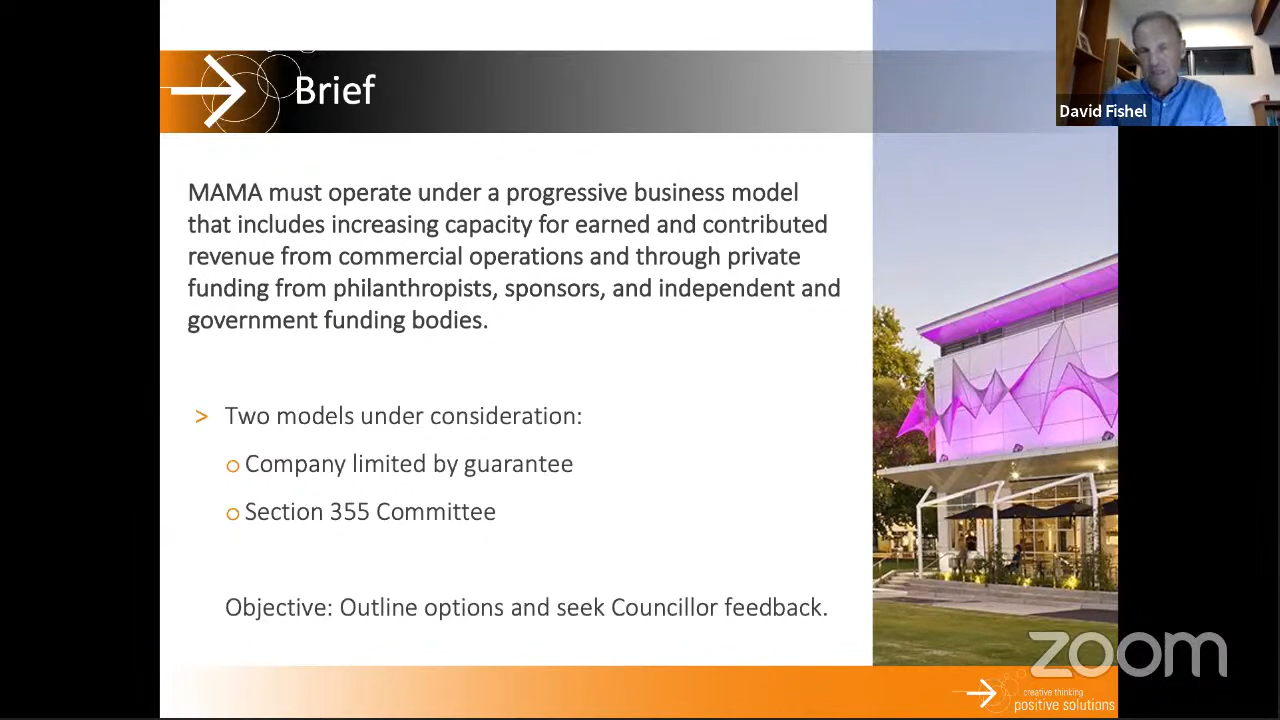 Brief
David Fishel
MAMA must operate under a progressive business model
that includes increasing capacity for earned and contributed
revenue from commercial operations and through private
funding from philanthropists, sponsors, and independent and
government funding bodies.
> Two models under consideration:
o Company limited by guarantee
o Section 355 Committee
Objective: Outline options and seek Councillor feedback.
zoom
creative thinking
positive solutions